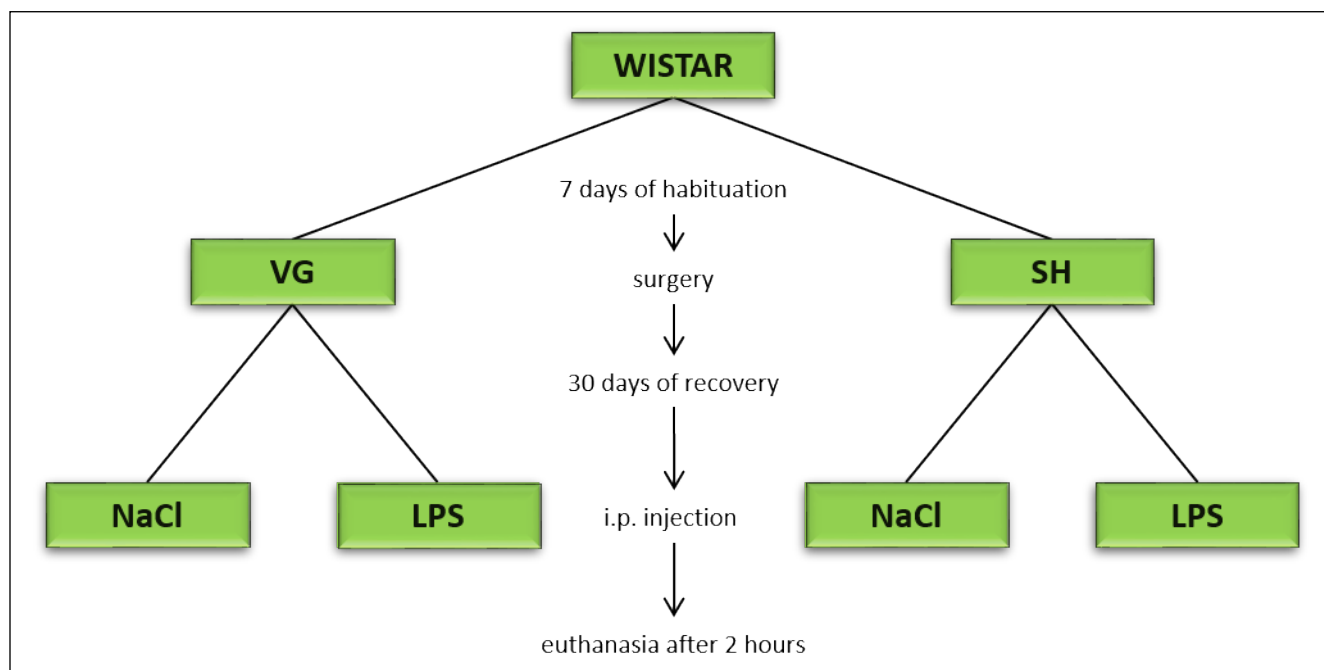 WISTAR
7 days of habituation
VG
SH
surgery
30 days of recovery
NaCl
LPS
NaCl
LPS
i.p. injection
euthanasia after 2 hours